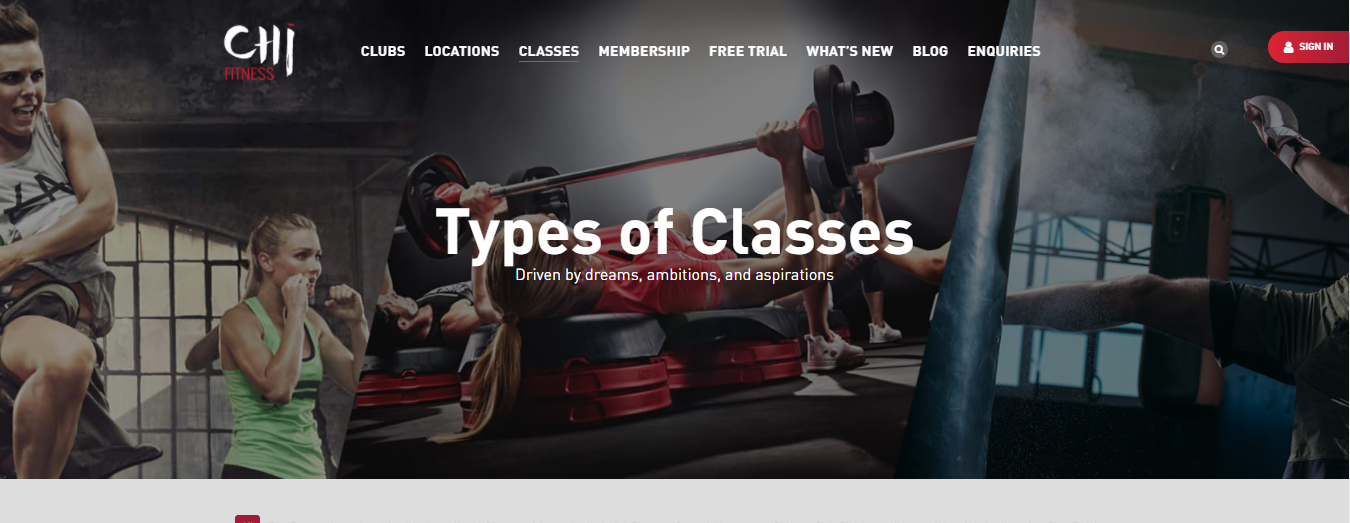 CHI
FITNESS
CLUBS LOCATIONS CLASSES MEMBERSHIP FREE TRIAL WHAT'S NEW BLOG ENQUIRIES
SIGN IN
Types of Classes
Driven by dreams, ambitions, and aspirations